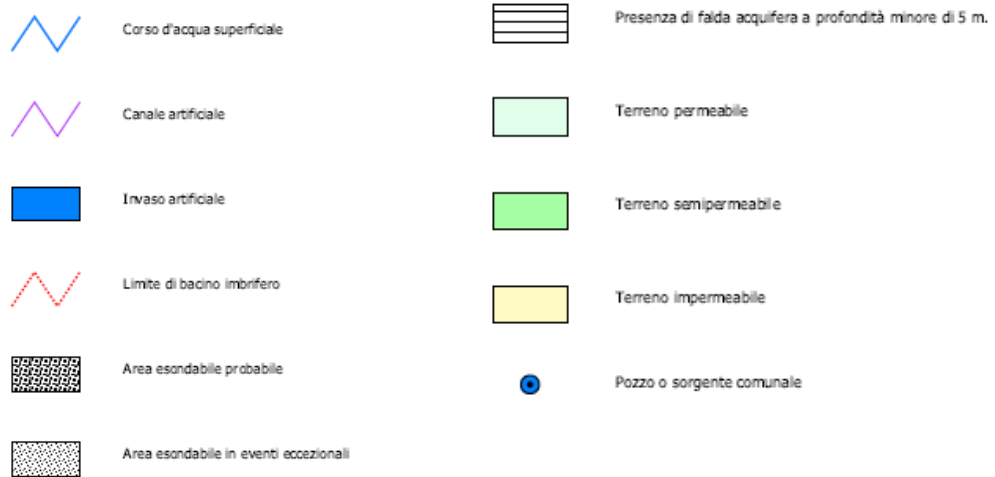 Corso d'acqua superficiale
Canale artificiale
Invaso artificiale
Limite di bacino imbrifero
Area esondabile probabile
Area esondabile in eventi eccezionali
Presenza di falda acquifera a profondità minore di 5 m.
Terreno permeabile
Terreno semipermeabile
Terreno impermeabile
Pozzo o sorgente comunale